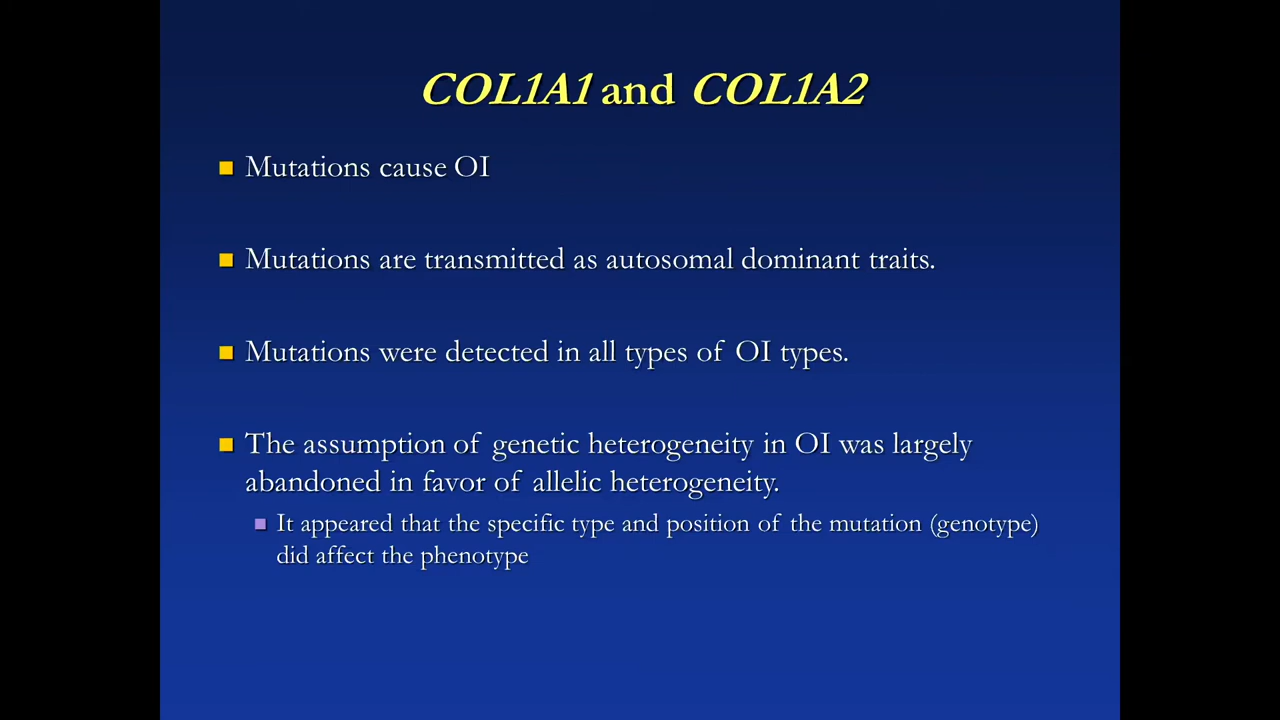 COL1A1 and COL1A2
Mutations cause OI
Mutations are transmitted as autosomal dominant traits.
Mutations were detected in all types of OI types.
The assumption of genetic heterogeneity in OI was largely
abandoned in favor of allelic heterogeneity.
It appeared that the specific type and position of the mutation (genotype)
did affect the phenotype